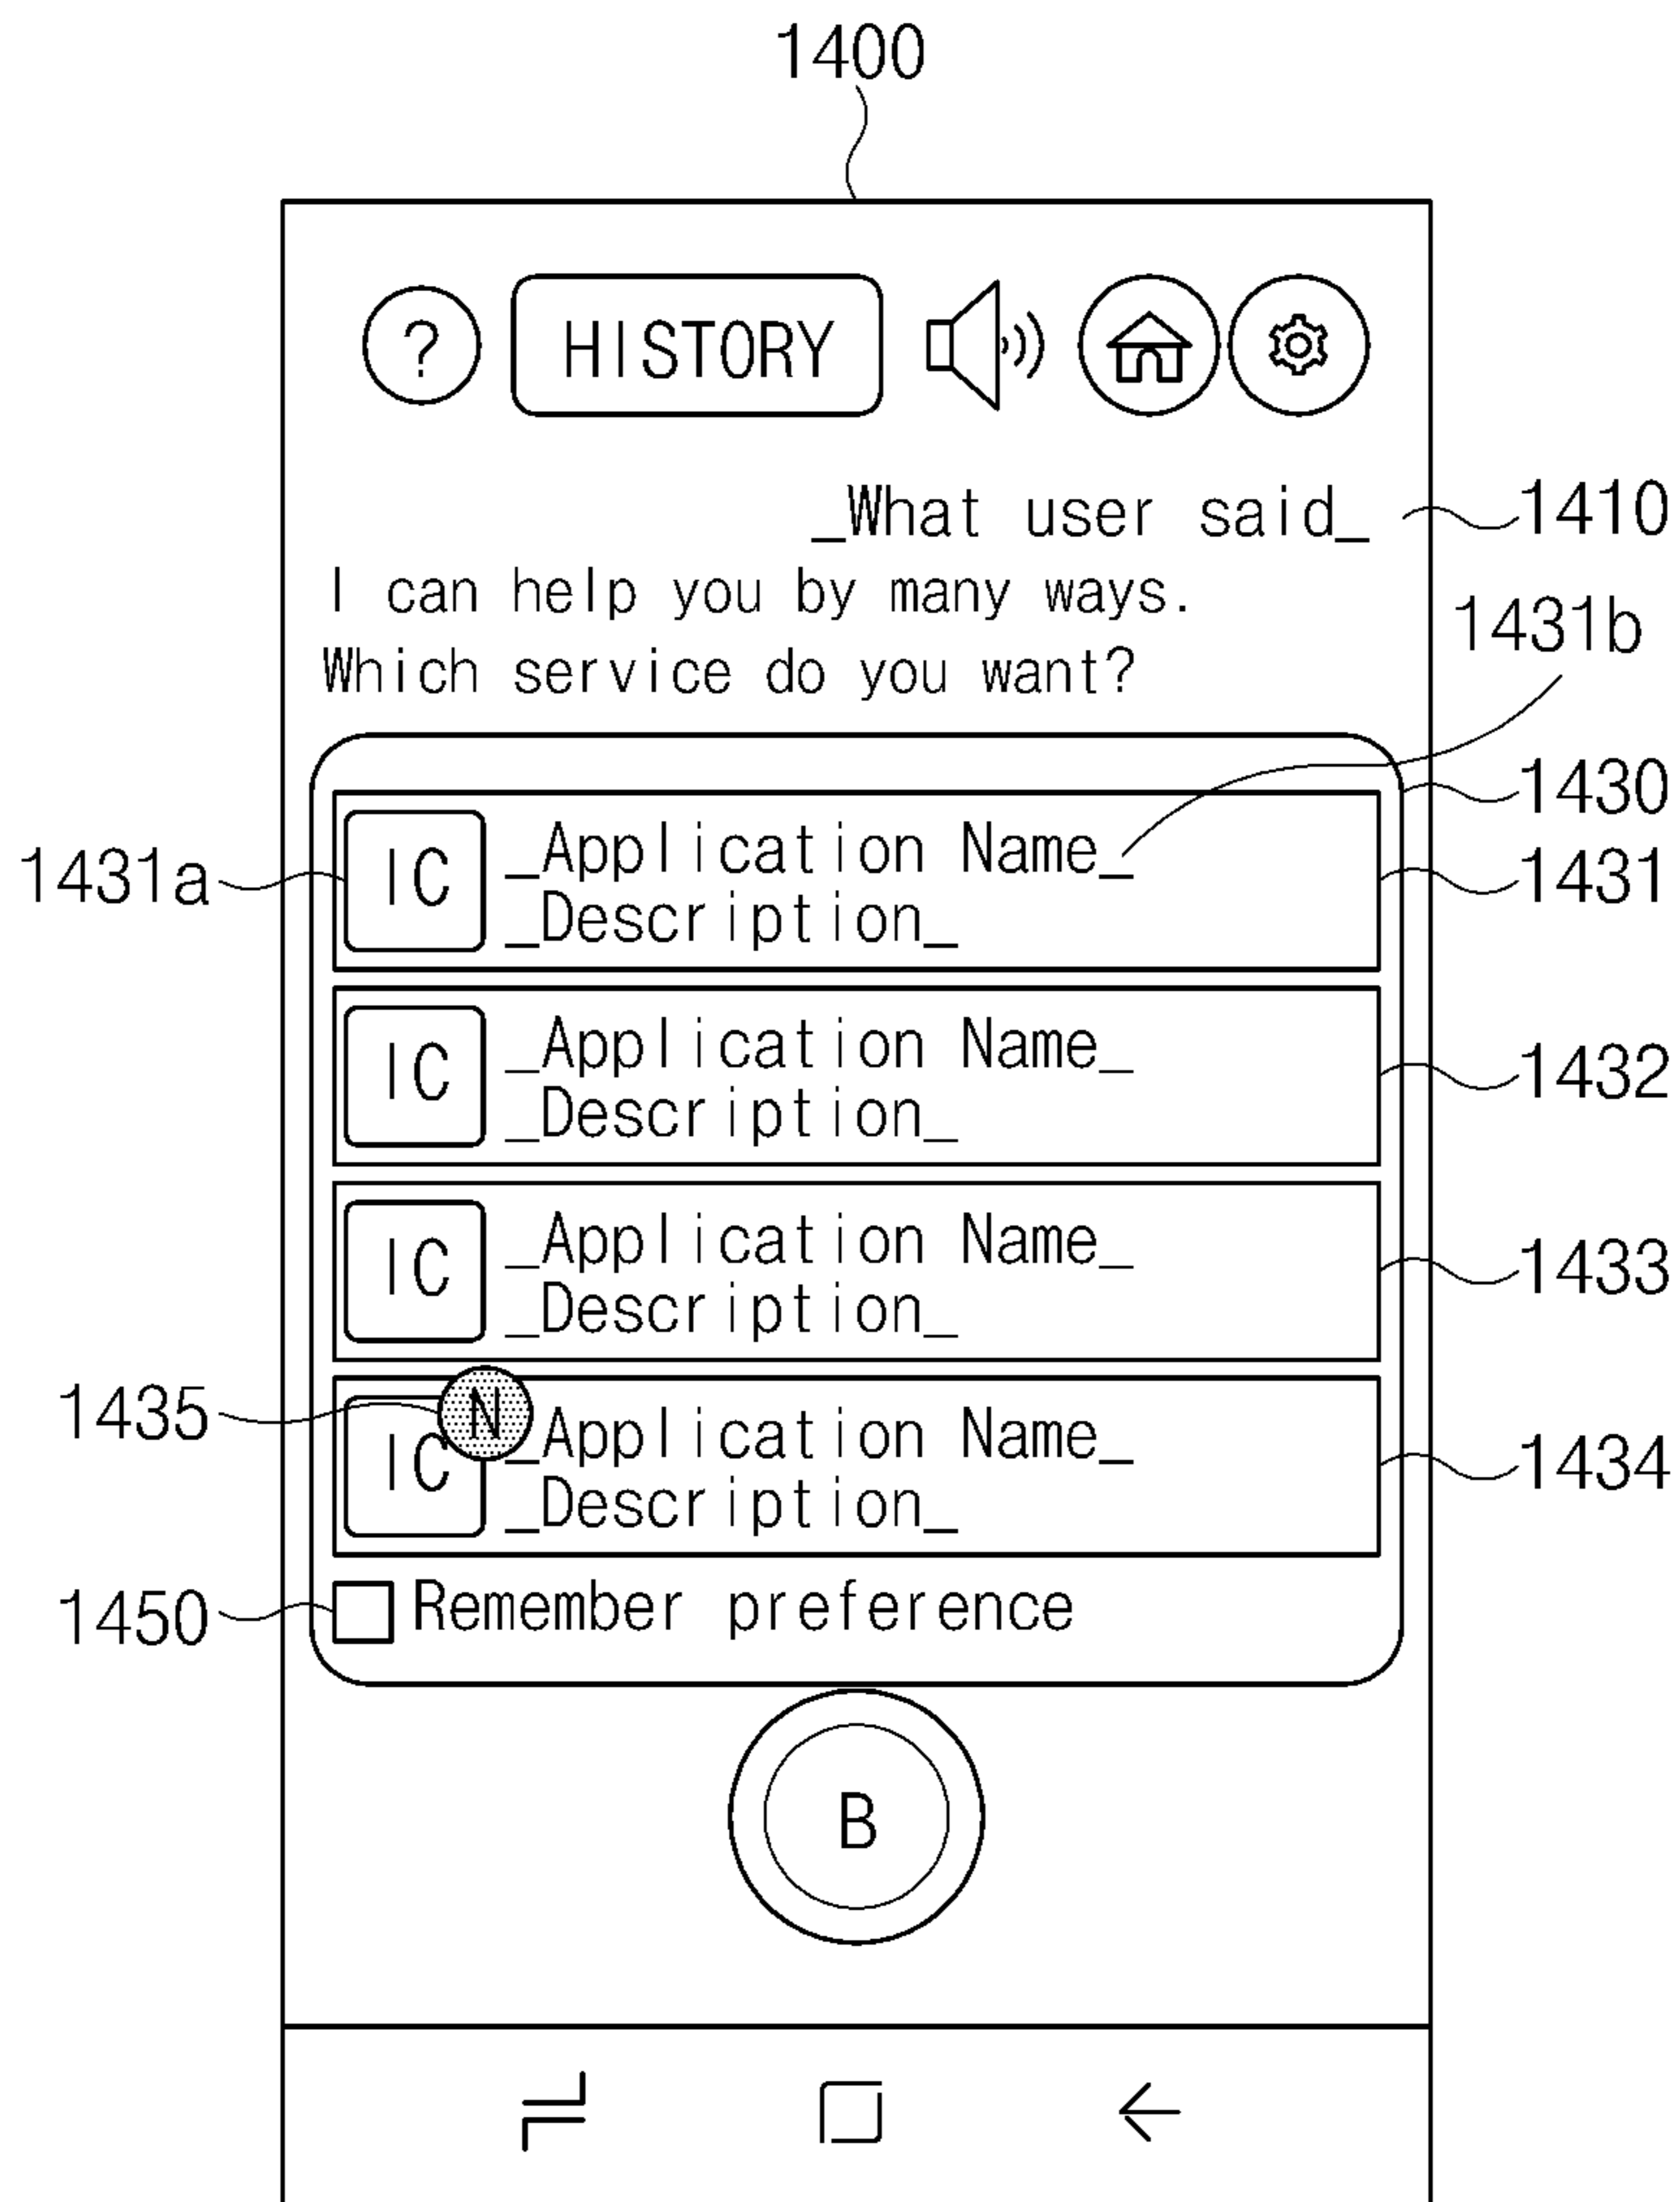 1400
? HISTORY
_What user said_ 1410
I can help you by many ways.
1431b
Which service do you want?
1430
1431a IC _Application Name_ 1431
_Description_
IC _Application Name_ 1432
_Description_
IC _Application Name_ 1433
_Description_
1435 N
IC _Application Name_ 1434
_Description_
1450 Remember preference
B